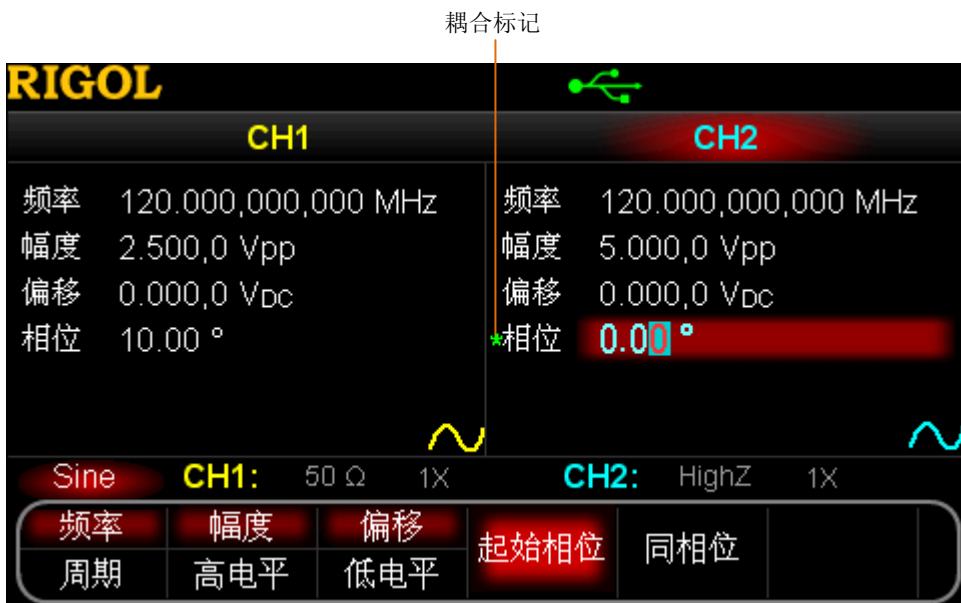 耦合标记
RIGOL
CH1 CH2
频率 120.000,000,000 MHz 频率 120.000,000,000 MHz
幅度 2.500,0 Vpp 幅度 5.000,0 Vpp
偏移 0.000,0 VDC 偏移 0.000,0 VDC
相位 10.00 ° *相位 0.00 °
Sine CH1: 50 Ω 1X CH2: HighZ 1X
频率 幅度 偏移 起始相位 同相位
周期 高电平 低电平